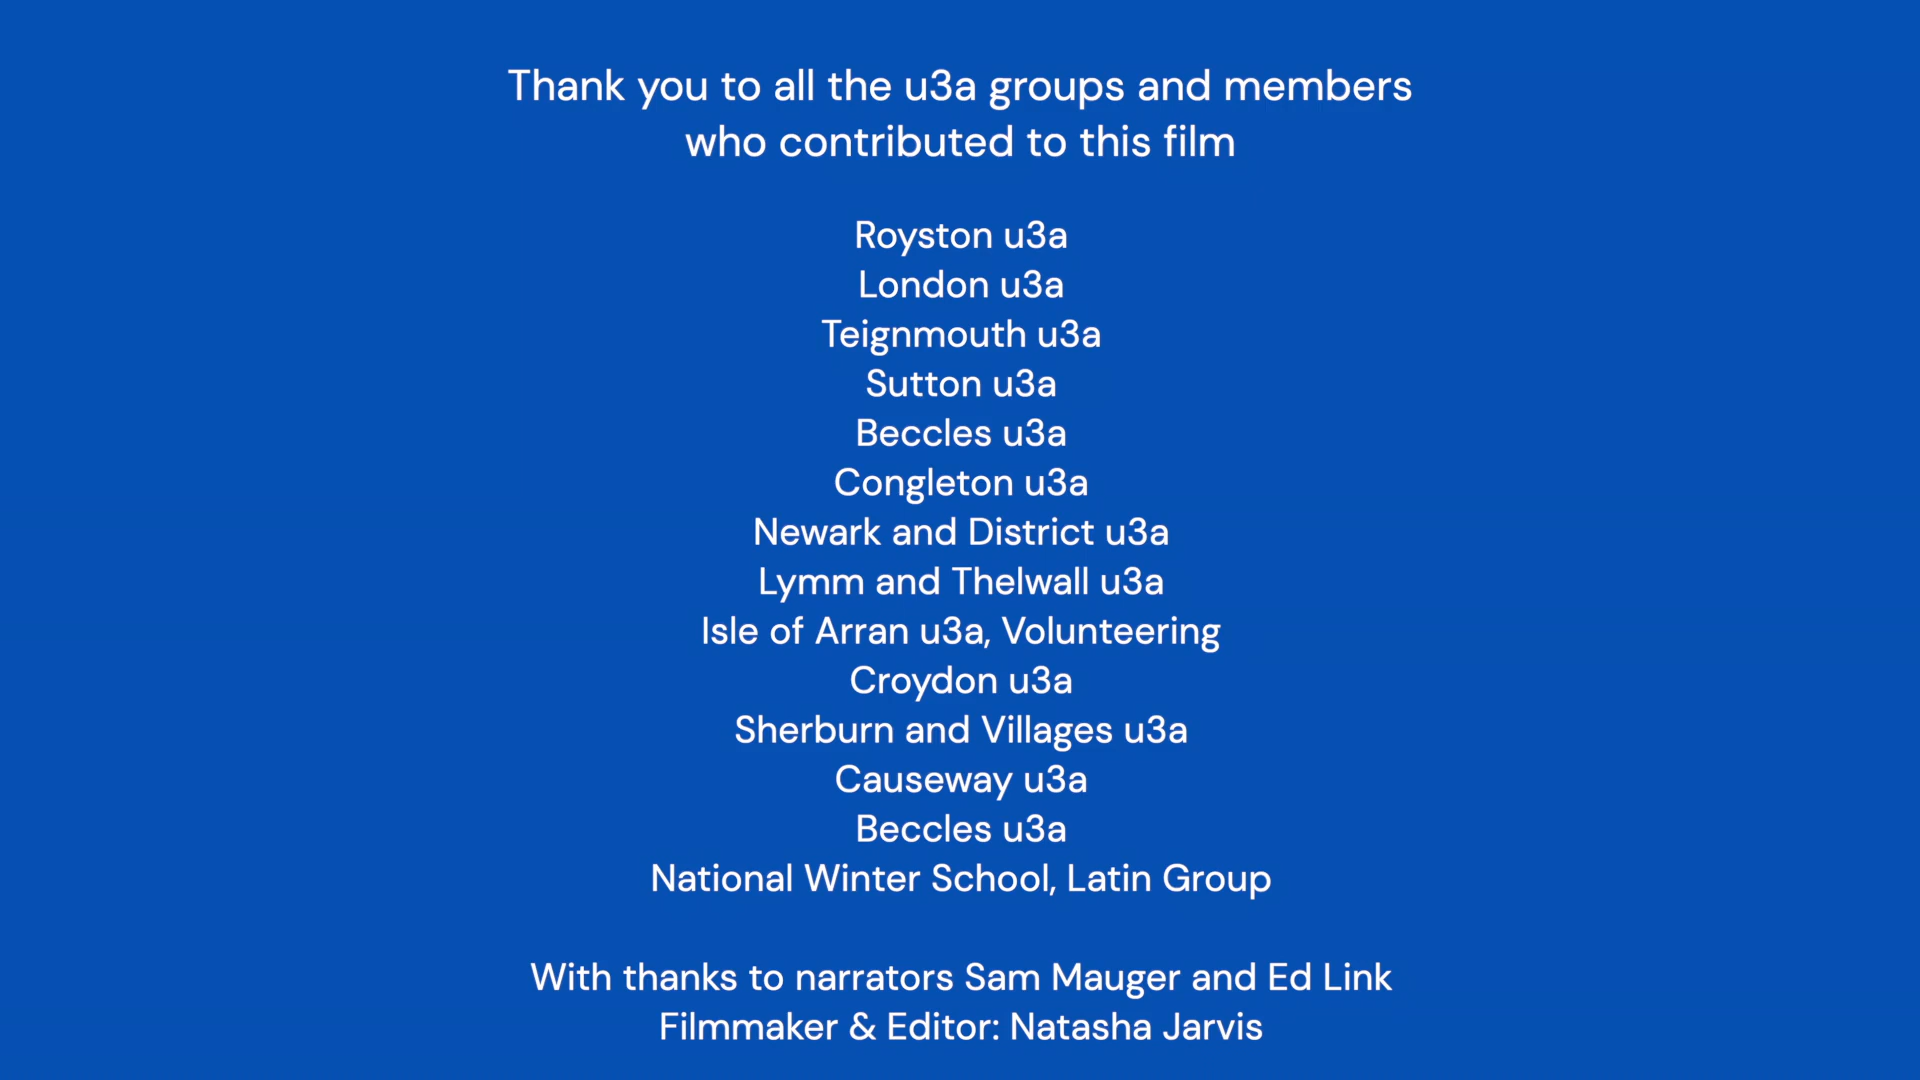 Thank you to all the u3a groups and members
who contributed to this film
Royston u3a
London u3a
Teignmouth u3a
Sutton u3a
Beccles u3a
Congleton u3a
Newark and District u3a
Lymm and Thelwall u3a
Isle of Arran u3a, Volunteering
Croydon u3a
Sherburn and Villages u3a
Causeway u3a
Beccles u3a
National Winter School, Latin Group
With thanks to narrators Sam Mauger and Ed Link
Filmmaker & Editor: Natasha Jarvis